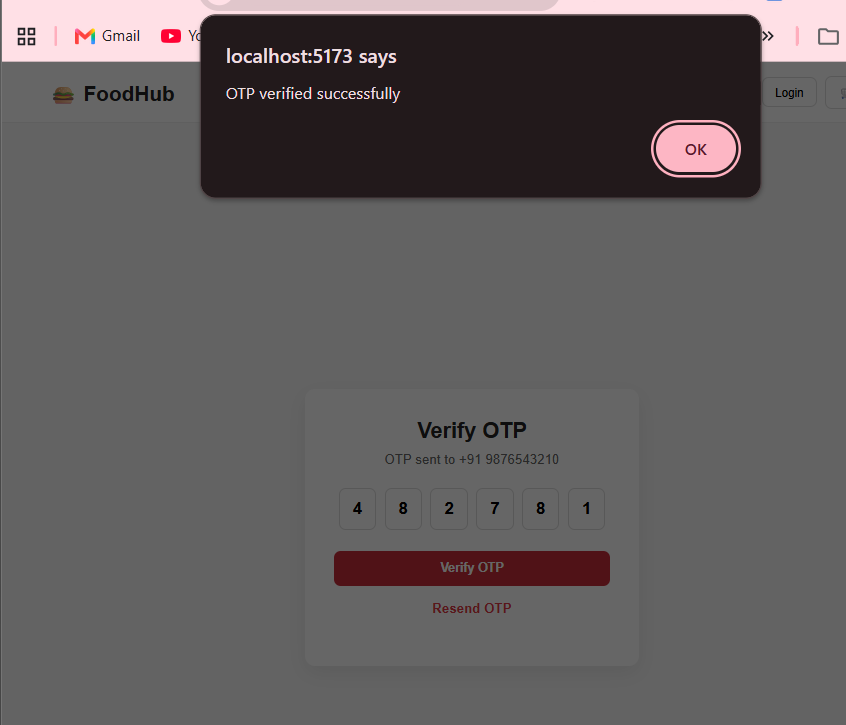 Gmail
localhost:5173 says
OTP verified successfully
OK
FoodHub
Login
Verify OTP
OTP sent to +91 9876543210
4 8 2 7 8 1
Verify OTP
Resend OTP